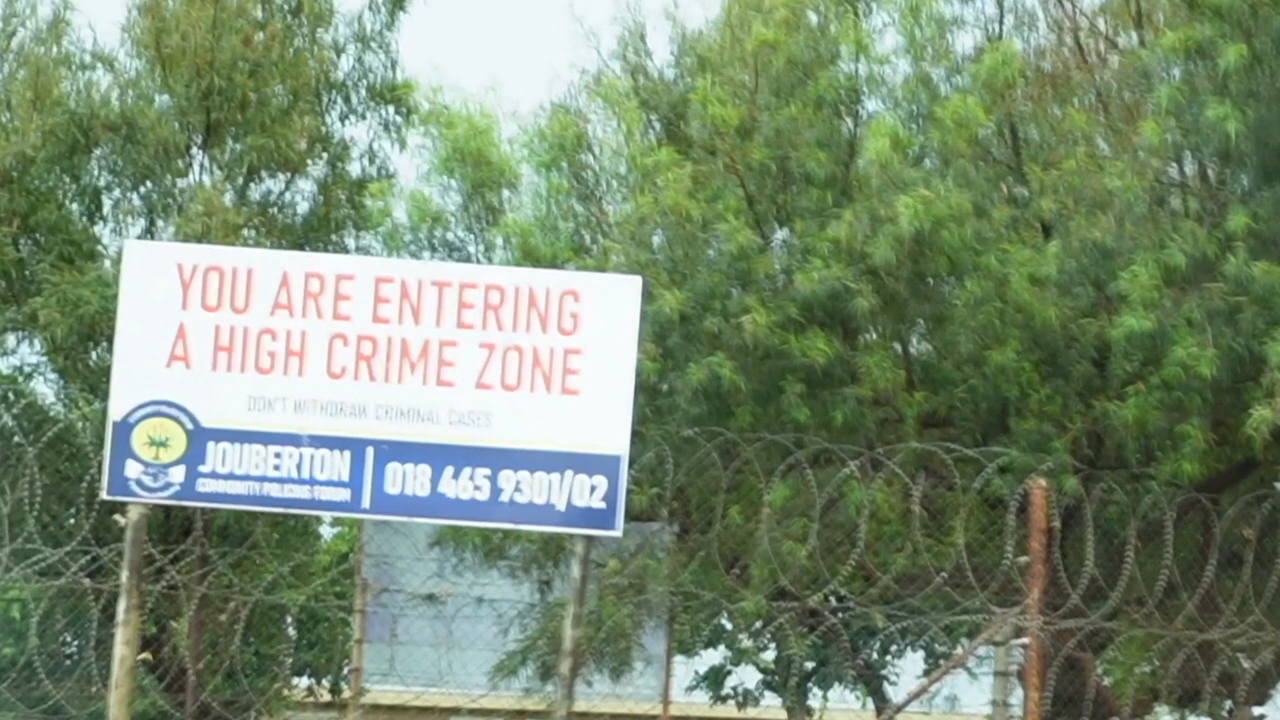 YOU ARE ENTERING
A HIGH CRIME ZONE
DON'T WITHDRAW CRIMINAL CASES
JOUBERTON
COMMUNITY POLICING FORUM
018 465 9301/02